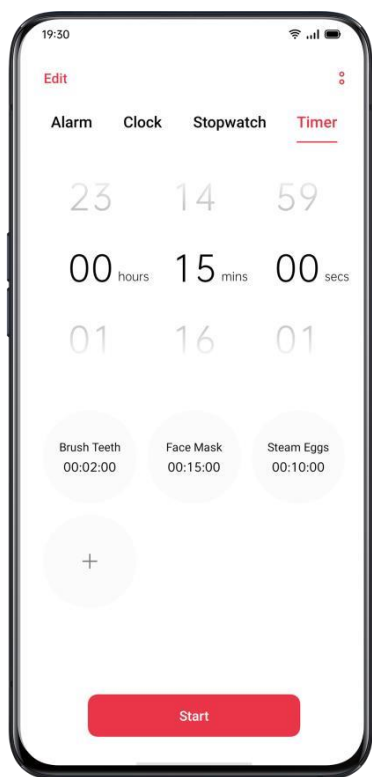 19:30
Edit
Alarm Clock Stopwatch Timer
23 14 59
00 hours 15 mins 00 secs
01 16 01
Brush Teeth Face Mask Steam Eggs
00:02:00 00:15:00 00:10:00
+
Start